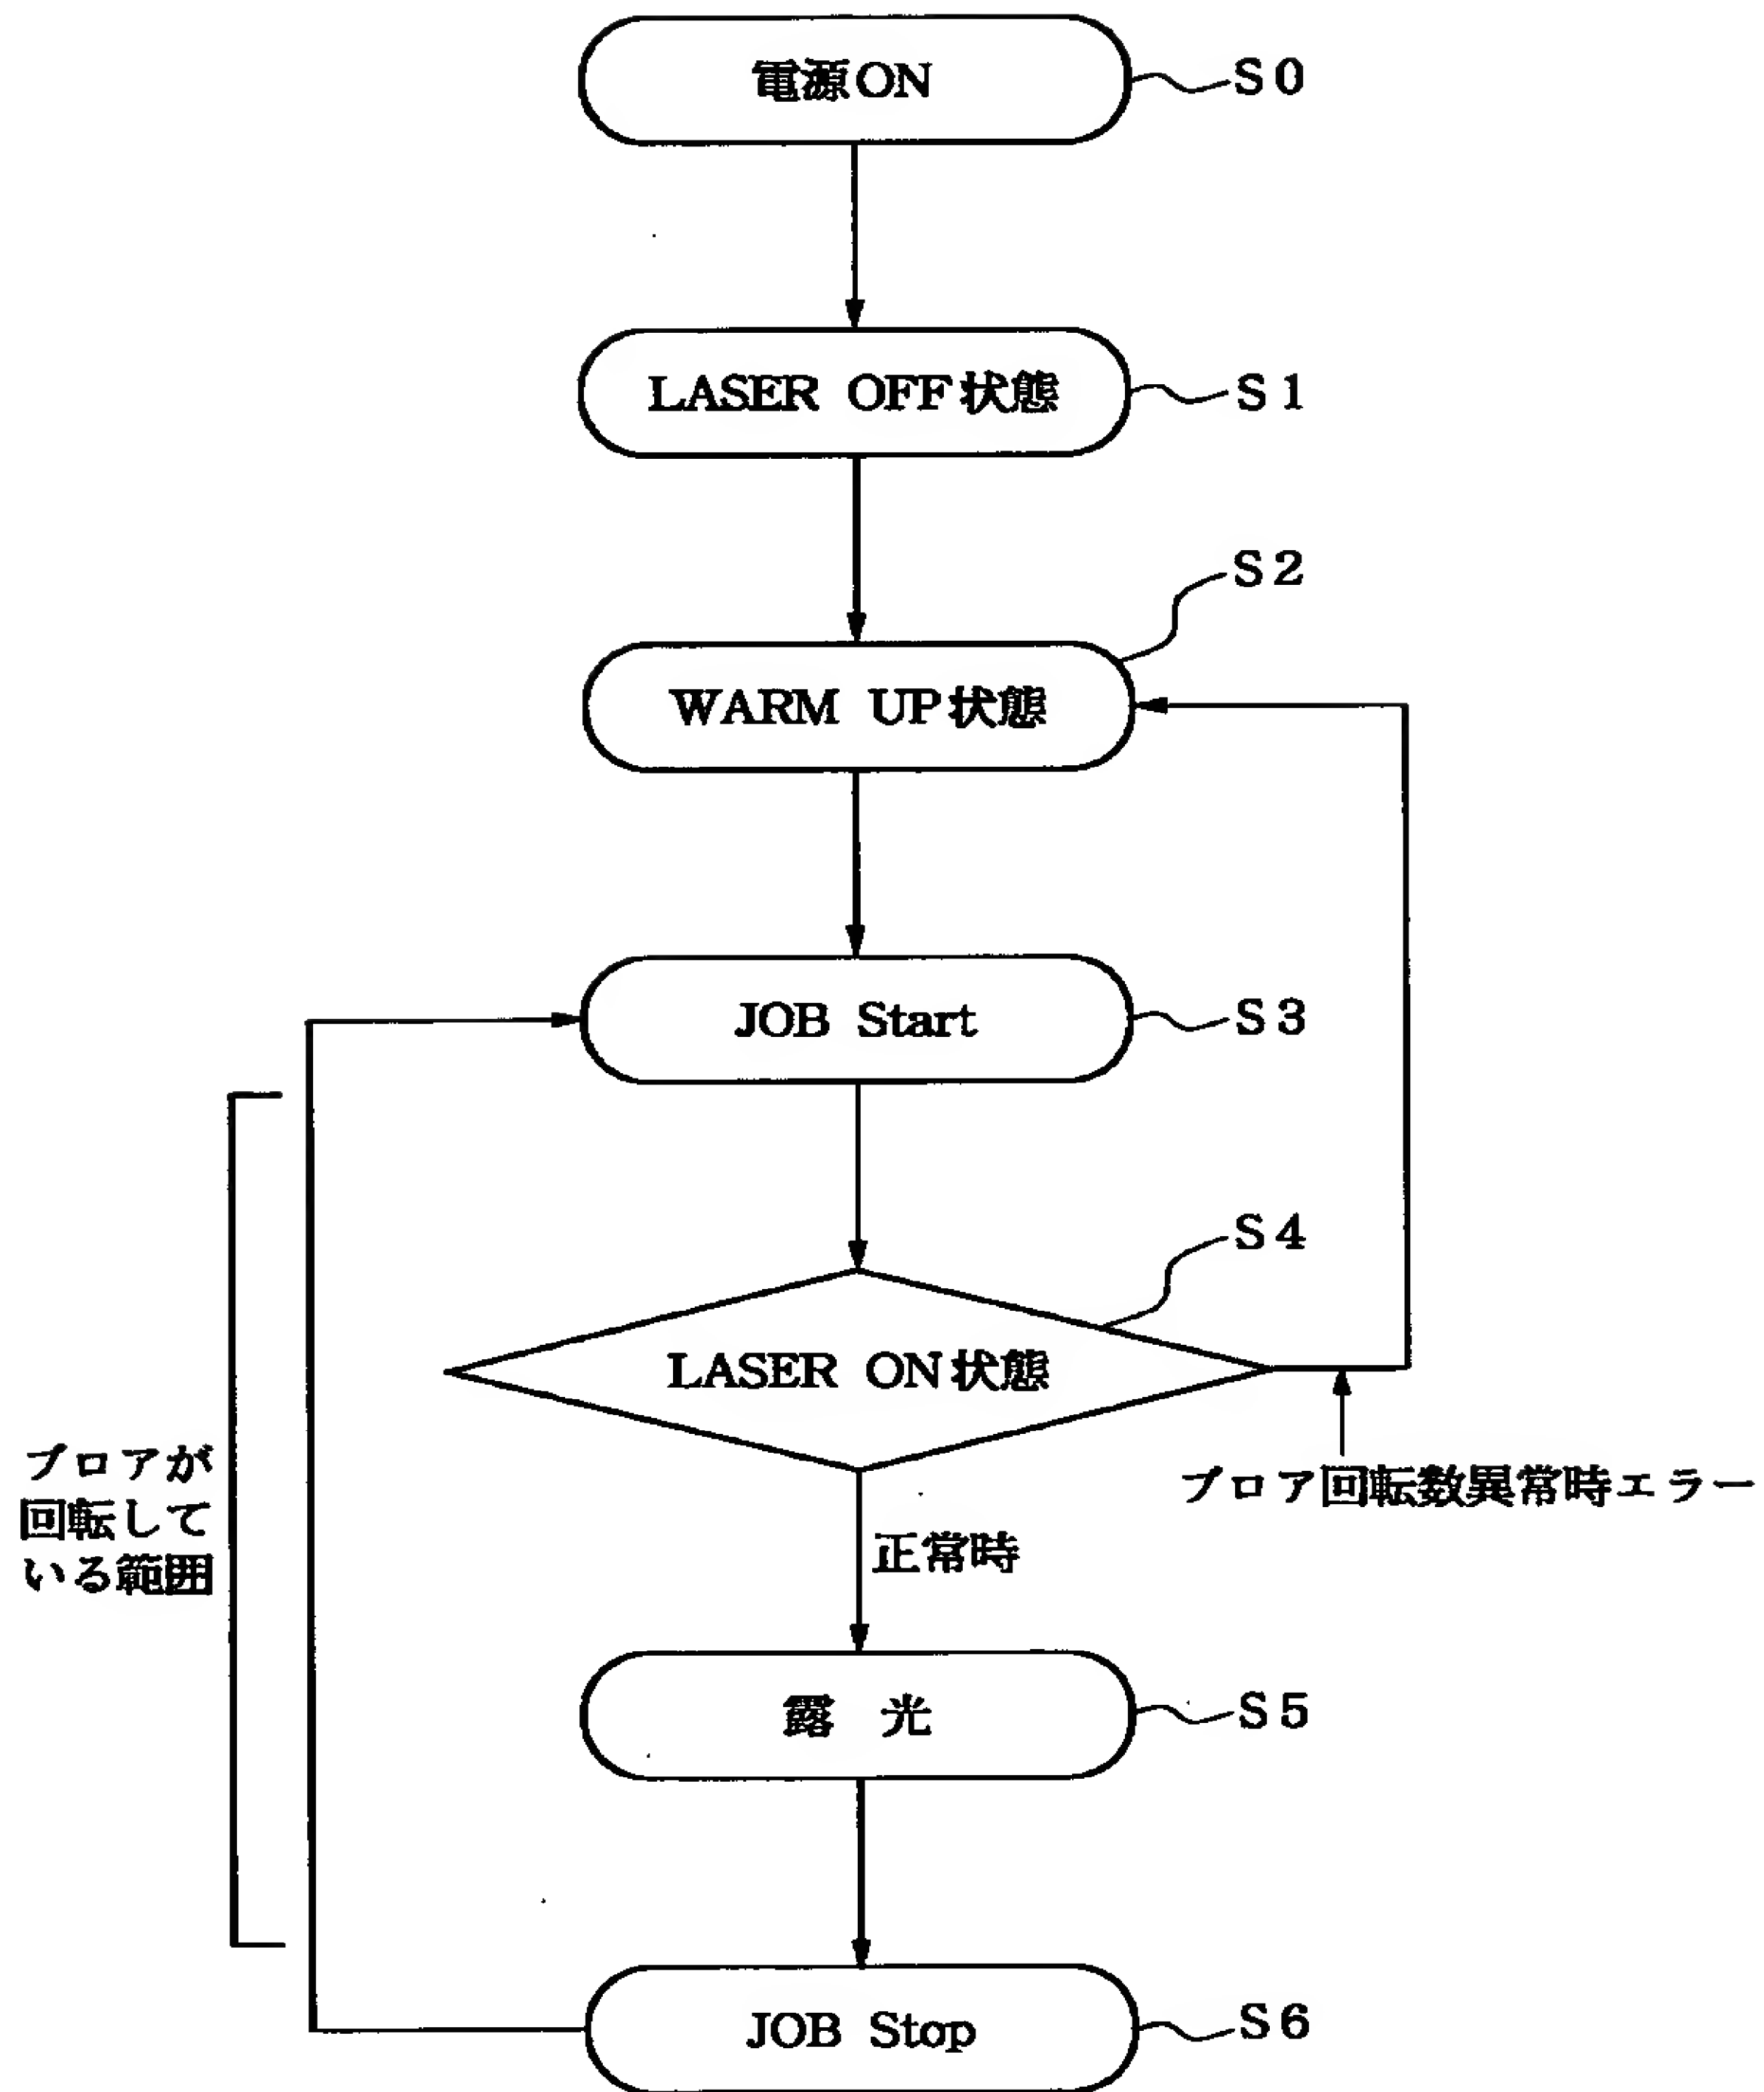 電源ON
S0
LASER OFF状態
S1
S2
WARM UP状態
JOB Start
S3
S4
LASER ON状態
ブロア回転数異常時エラー
ブロアが
回転して
いる範囲
正常時
露 光
S5
JOB Stop
S6